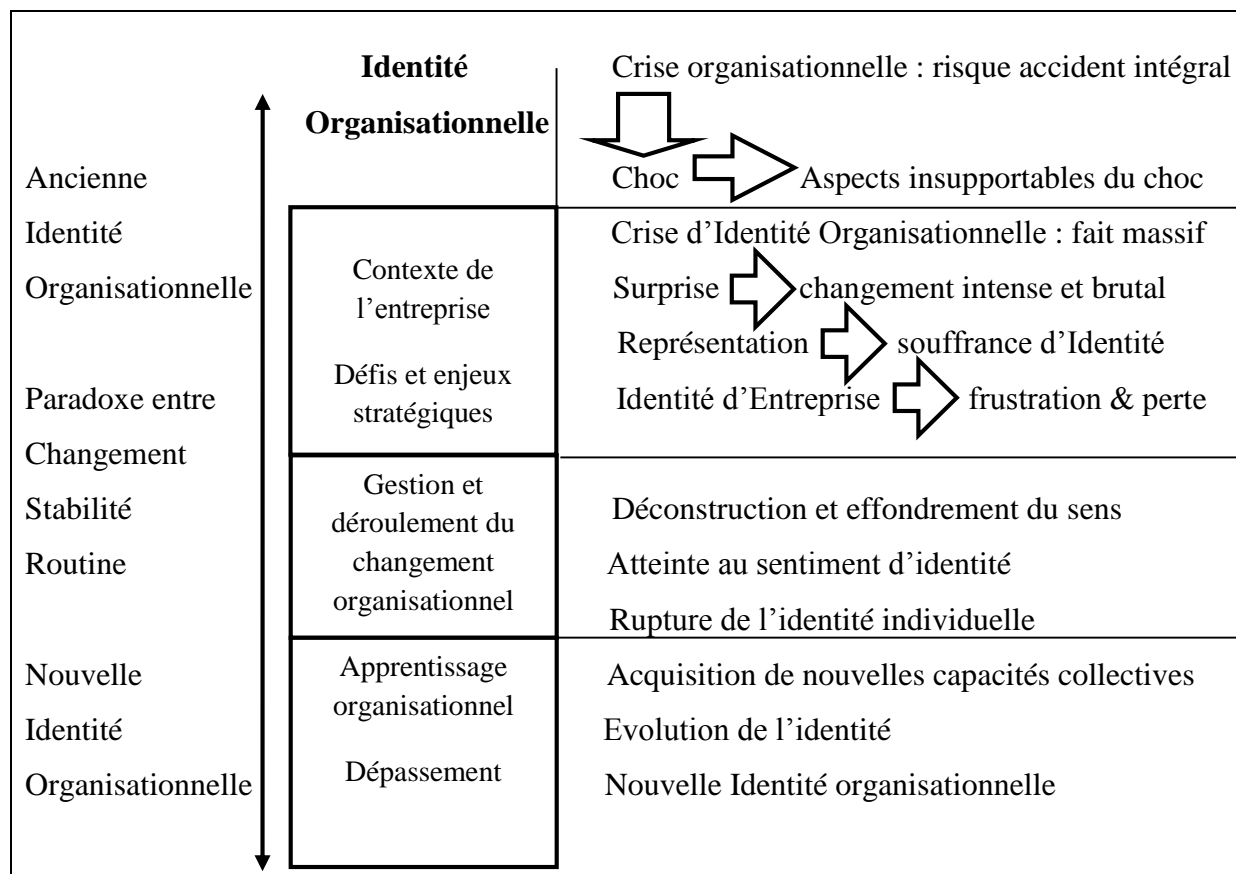 Identité
Organisationnelle
Crise organisationnelle : risque accident intégral
Choc
Aspects insupportables du choc
Ancienne
Identité
Organisationnelle
Paradoxe entre
Changement
Stabilité
Routine
Nouvelle
Identité
Organisationnelle
Contexte de
l’entreprise
Défis et enjeux
stratégiques
Crise d’Identité Organisationnelle : fait massif
Surprise
changement intense et brutal
Représentation
souffrance d’Identité
Identité d’Entreprise
frustration & perte
Gestion et
déroulement du
changement
organisationnel
Déconstruction et effondrement du sens
Atteinte au sentiment d’identité
Rupture de l’identité individuelle
Apprentissage
organisationnel
Dépassement
Acquisition de nouvelles capacités collectives
Evolution de l’identité
Nouvelle Identité organisationnelle